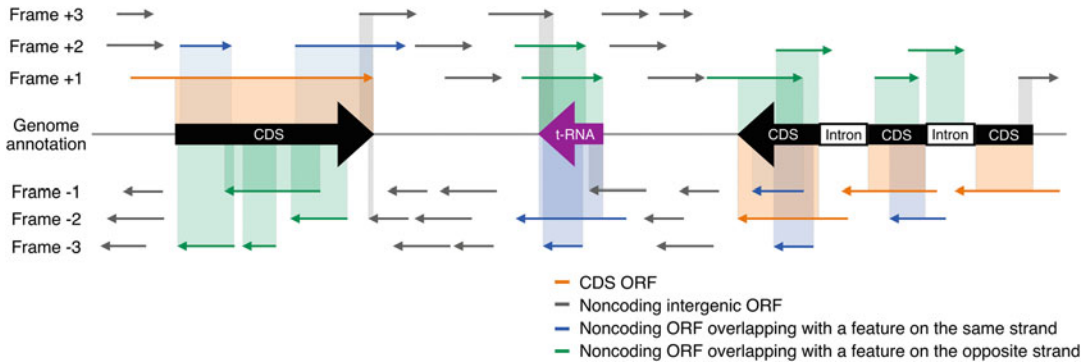 Frame +3
Frame +2
Frame +1
Genome
annotation
CDS
t-RNA
CDS
Intron
CDS
Intron
CDS
Frame -1
Frame -2
Frame -3
CDS ORF
Noncoding intergenic ORF
Noncoding ORF overlapping with a feature on the same strand
Noncoding ORF overlapping with a feature on the opposite strand